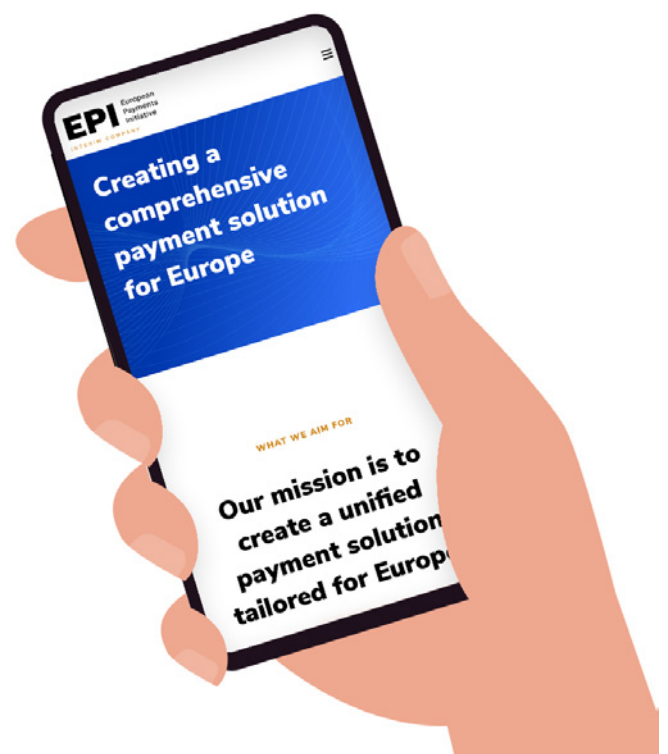 EPI
European
Payments
Initiative
INTERIM COMPANY
Creating a
comprehensive
payment solution
for Europe
WHAT WE AIM FOR
Our mission is to
create a unified
payment solution
tailored for Europ